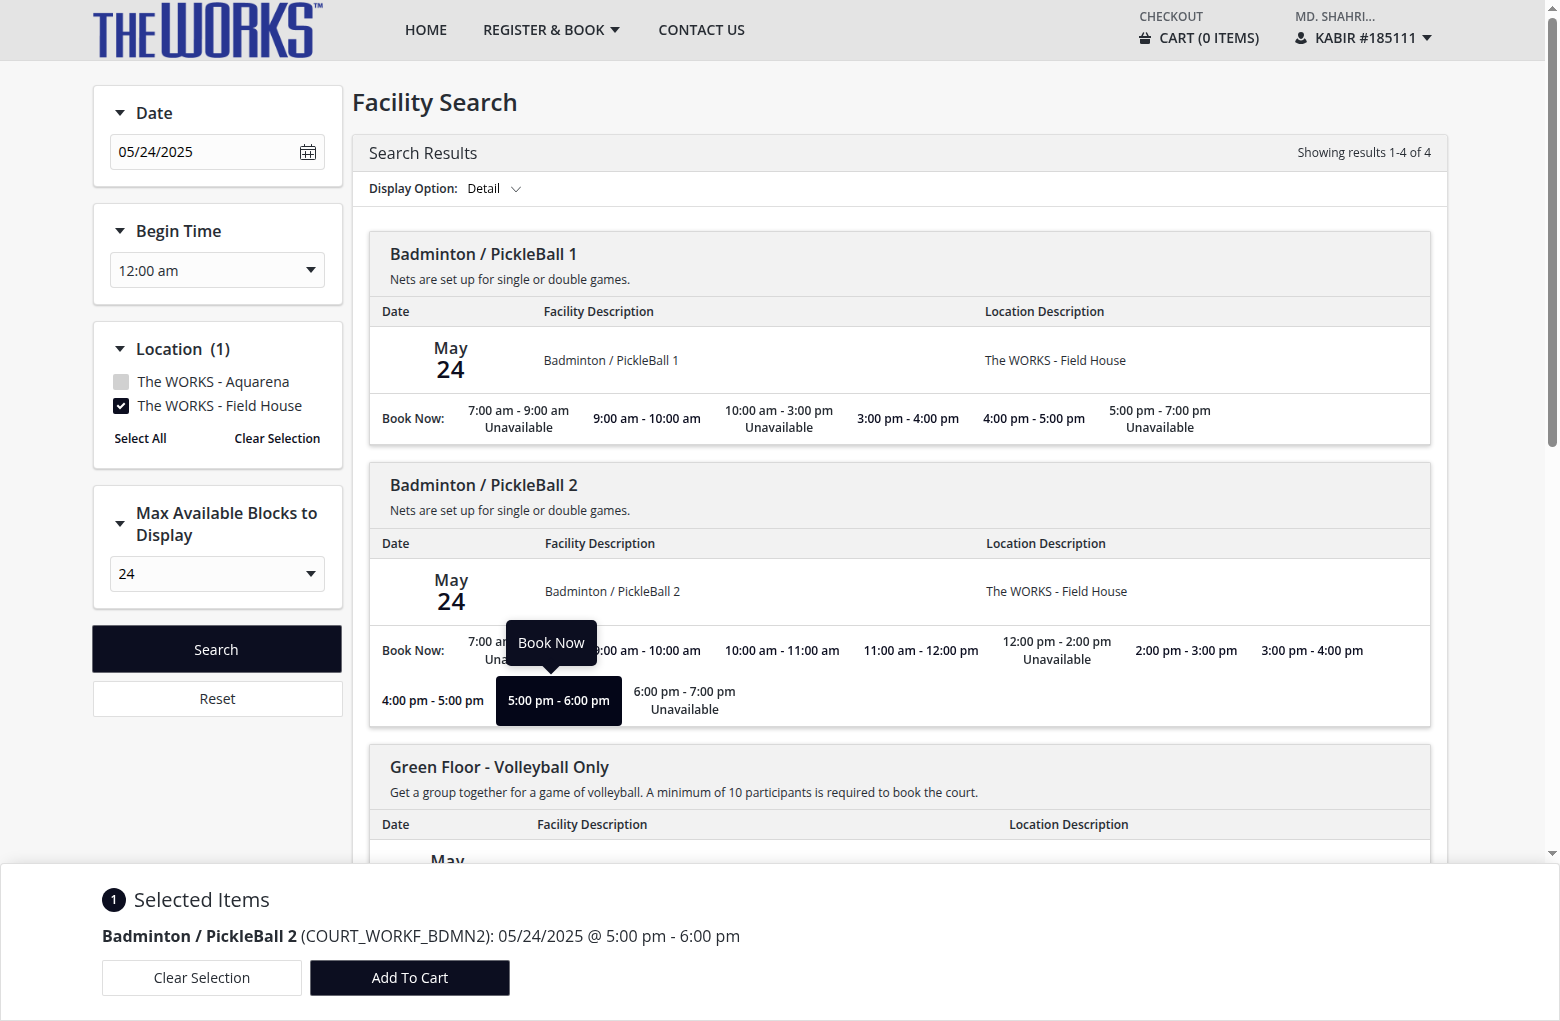 THE WORKS™
HOME
REGISTER & BOOK
CONTACT US
CHECKOUT
CART (0 ITEMS)
MD. SHAHRI...
KABIR #185111
Date
05/24/2025
Begin Time
12:00 am
Location (1)
The WORKS - Aquarena
The WORKS - Field House
Select All Clear Selection
Max Available Blocks to
Display
24
Search
Reset
Facility Search
Search Results Showing results 1-4 of 4
Display Option: Detail
Badminton / PickleBall 1
Nets are set up for single or double games.
Date Facility Description Location Description
May
24
Badminton / PickleBall 1 The WORKS - Field House
Book Now:
7:00 am - 9:00 am
Unavailable
9:00 am - 10:00 am
10:00 am - 3:00 pm
Unavailable
3:00 pm - 4:00 pm
4:00 pm - 5:00 pm
5:00 pm - 7:00 pm
Unavailable
Badminton / PickleBall 2
Nets are set up for single or double games.
Date Facility Description Location Description
May
24
Badminton / PickleBall 2 The WORKS - Field House
Book Now:
7:00
Book Now
9:00 am - 10:00 am
10:00 am - 11:00 am
11:00 am - 12:00 pm
12:00 pm - 2:00 pm
Unavailable
2:00 pm - 3:00 pm
3:00 pm - 4:00 pm
4:00 pm - 5:00 pm
5:00 pm - 6:00 pm
6:00 pm - 7:00 pm
Unavailable
Green Floor - Volleyball Only
Get a group together for a game of volleyball. A minimum of 10 participants is required to book the court.
Date Facility Description Location Description
May
1 Selected Items
Badminton / PickleBall 2 (COURT_WORKF_BDMN2): 05/24/2025 @ 5:00 pm - 6:00 pm
Clear Selection
Add To Cart